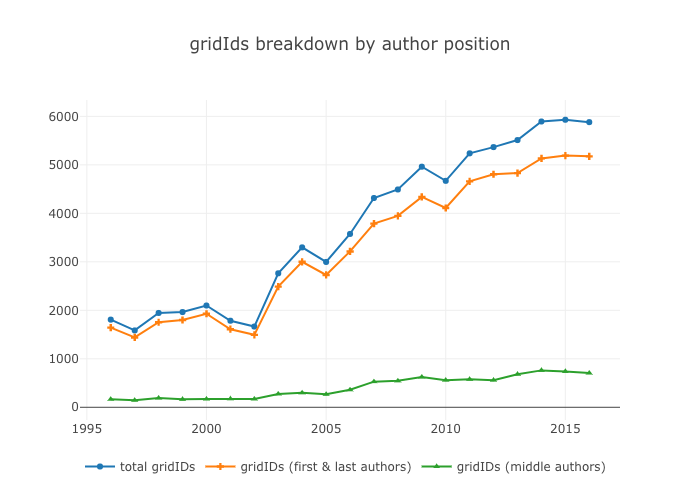 gridIds breakdown by author position
6000
5000
4000
3000
2000
1000
0
1995 2000 2005 2010 2015
total gridIDs gridIDs (first & last authors) gridIDs (middle authors)